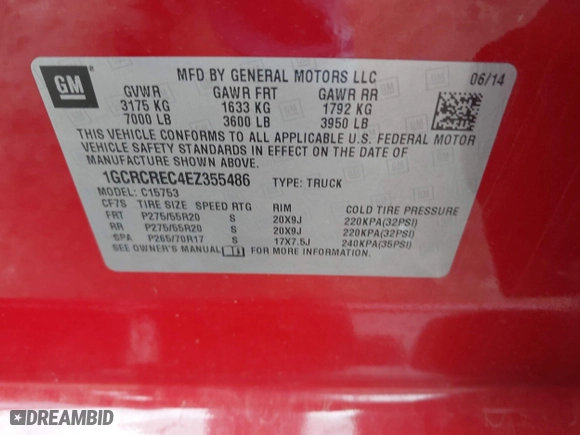 GM
MFD BY GENERAL MOTORS LLC 06/14
GVWR GAWR FRT GAWR RR
3175 KG 1633 KG 1792 KG
7000 LB 3600 LB 3950 LB
THIS VEHICLE CONFORMS TO ALL APPLICABLE U.S. FEDERAL MOTOR
VEHICLE SAFETY STANDARDS IN EFFECT ON THE DATE OF
MANUFACTURE SHOWN ABOVE.
1GCRCREC4EZ355486 TYPE: TRUCK
MODEL: C15753
CF7S TIRE SIZE SPEED RTG RIM COLD TIRE PRESSURE
FRT P275/55R20 S 20X9J 220KPA(32PSI)
RR P275/55R20 S 20X9J 220KPA(32PSI)
SPA P265/70R17 S 17X7.5J 240KPA(35PSI)
SEE OWNER'S MANUAL FOR MORE INFORMATION
DREAMBID